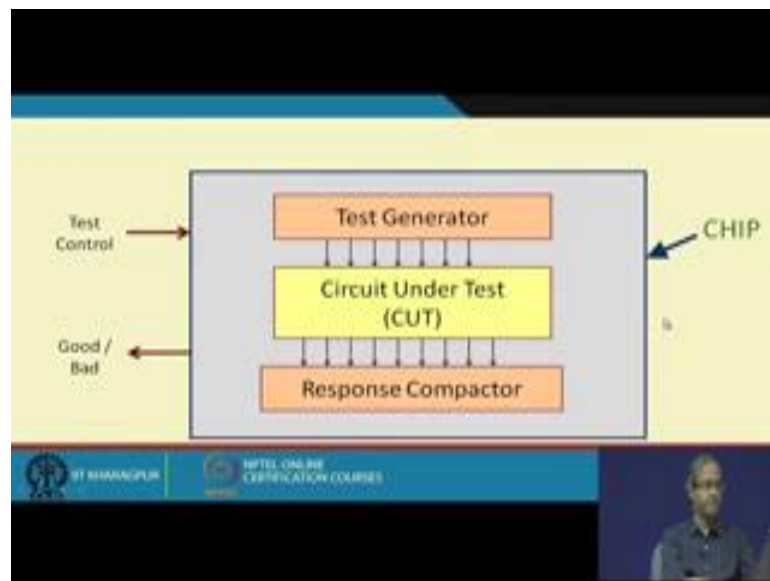 Test Generator
Test
Control
CHIP
Circuit Under Test
(CUT)
Good /
Bad
Response Compactor
IIT KHARAGPUR
NPTEL ONLINE
CERTIFICATION COURSES